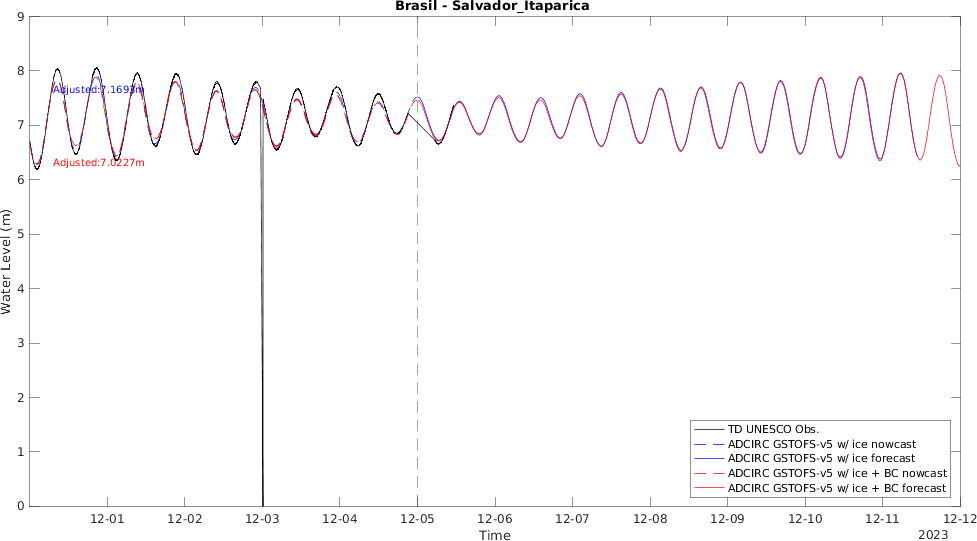 Brasil - Salvador_Itaparica
Water Level (m)
9
8
7
6
5
4
3
2
1
0
Adjusted:7.1693m
Adjusted:7.0227m
TD UNESCO Obs.
ADCIRC GSTOFS-v5 w/ ice nowcast
ADCIRC GSTOFS-v5 w/ ice forecast
ADCIRC GSTOFS-v5 w/ ice + BC nowcast
ADCIRC GSTOFS-v5 w/ ice + BC forecast
12-01 12-02 12-03 12-04 12-05 12-06 12-07 12-08 12-09 12-10 12-11 12-12
Time
2023